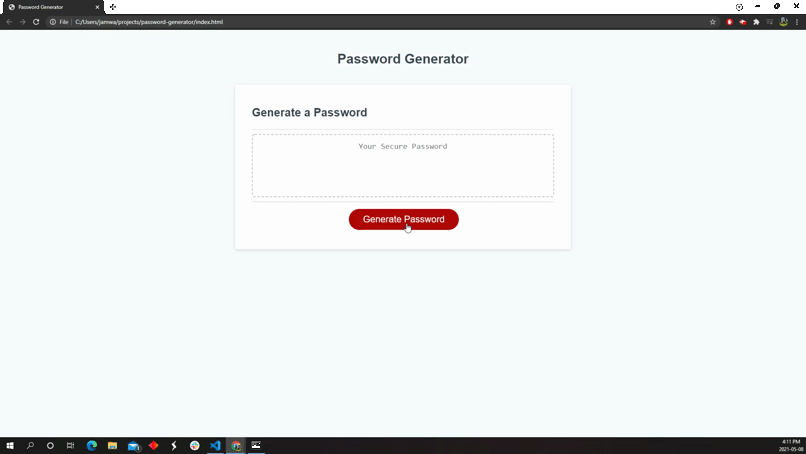 Password Generator
File | C:/Users/jamwa/projects/password-generator/index.html
Password Generator
Generate a Password
Your Secure Password
Generate Password
4:11 PM
2021-05-08